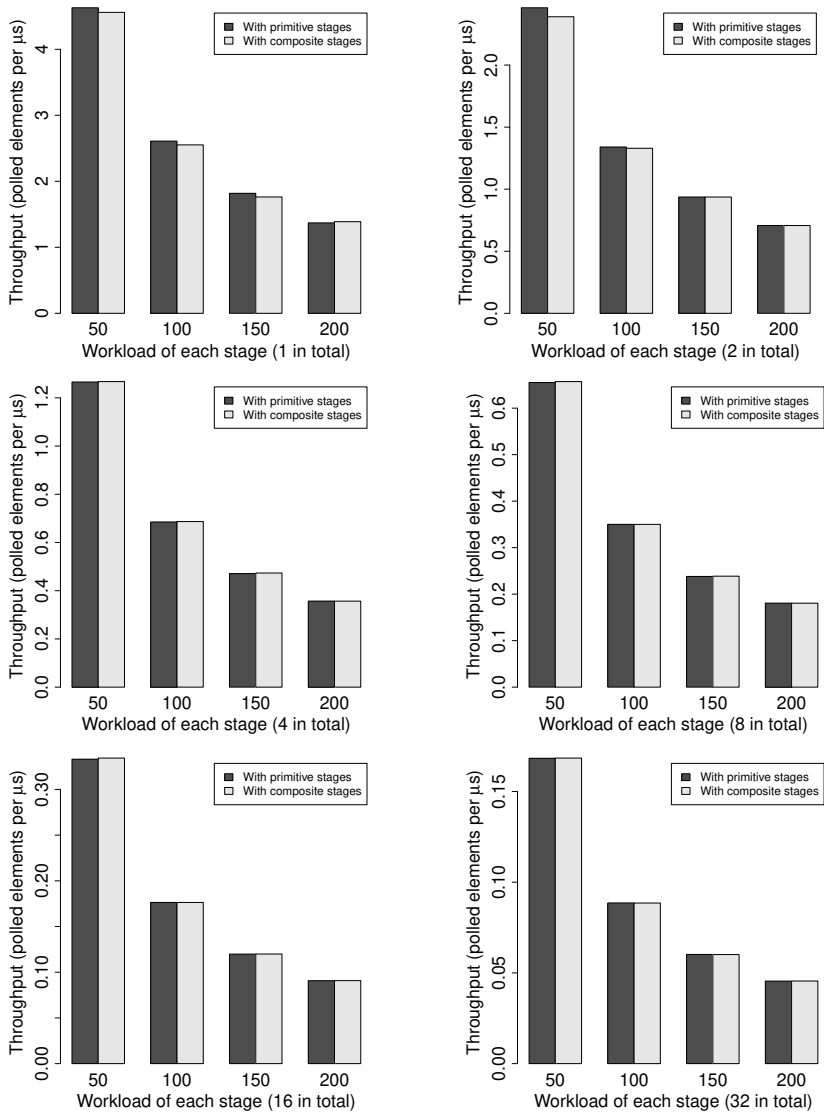 Throughput (polled elements per µs)
4
3
2
1
0
With primitive stages
With composite stages
50 100 150 200
Workload of each stage (1 in total)
Throughput (polled elements per µs)
2.0
1.5
1.0
0.5
0.0
With primitive stages
With composite stages
50 100 150 200
Workload of each stage (2 in total)
Throughput (polled elements per µs)
1.2
1.0
0.8
0.6
0.4
0.2
0.0
With primitive stages
With composite stages
50 100 150 200
Workload of each stage (4 in total)
Throughput (polled elements per µs)
0.6
0.5
0.4
0.3
0.2
0.1
0.0
With primitive stages
With composite stages
50 100 150 200
Workload of each stage (8 in total)
Throughput (polled elements per µs)
0.30
0.20
0.10
0.00
With primitive stages
With composite stages
50 100 150 200
Workload of each stage (16 in total)
Throughput (polled elements per µs)
0.15
0.10
0.05
0.00
With primitive stages
With composite stages
50 100 150 200
Workload of each stage (32 in total)